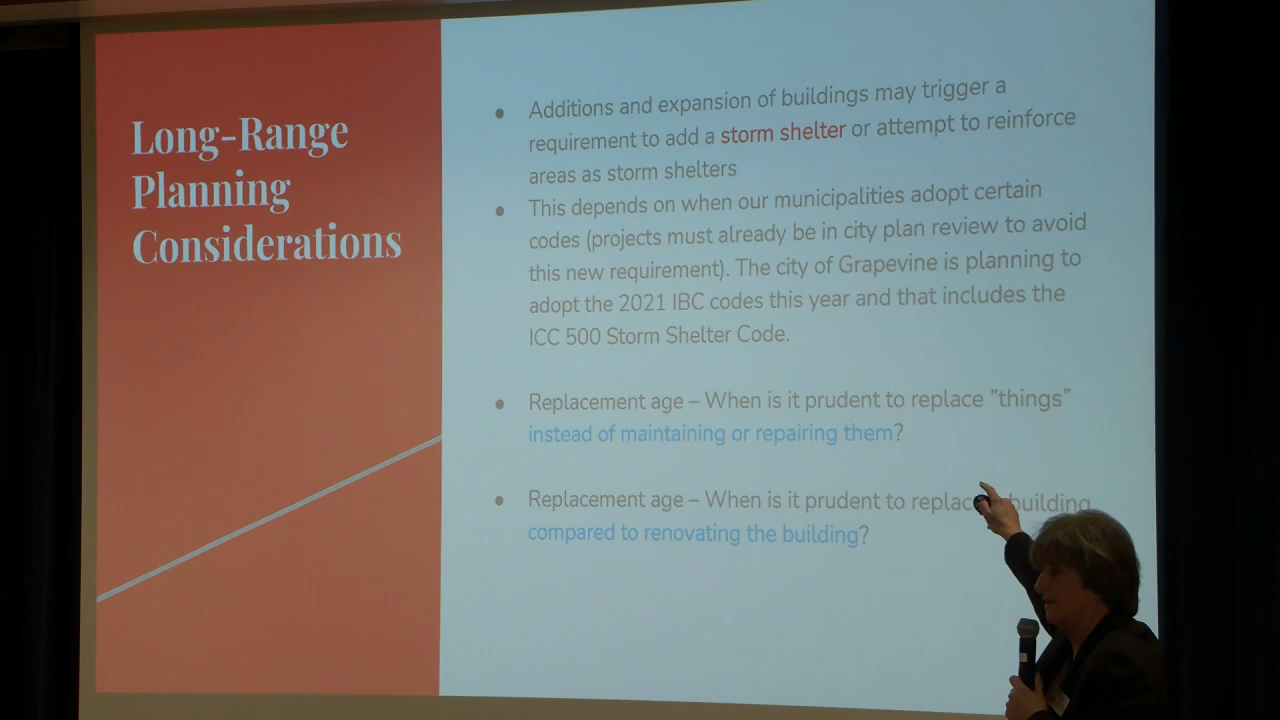 Long-Range
Planning
Considerations
• Additions and expansion of buildings may trigger a
requirement to add a storm shelter or attempt to reinforce
areas as storm shelters
• This depends on when our municipalities adopt certain
codes (projects must already be in city plan review to avoid
this new requirement). The city of Grapevine is planning to
adopt the 2021 IBC codes this year and that includes the
ICC 500 Storm Shelter Code.
• Replacement age – When is it prudent to replace "things"
instead of maintaining or repairing them?
• Replacement age – When is it prudent to replace building
compared to renovating the building?